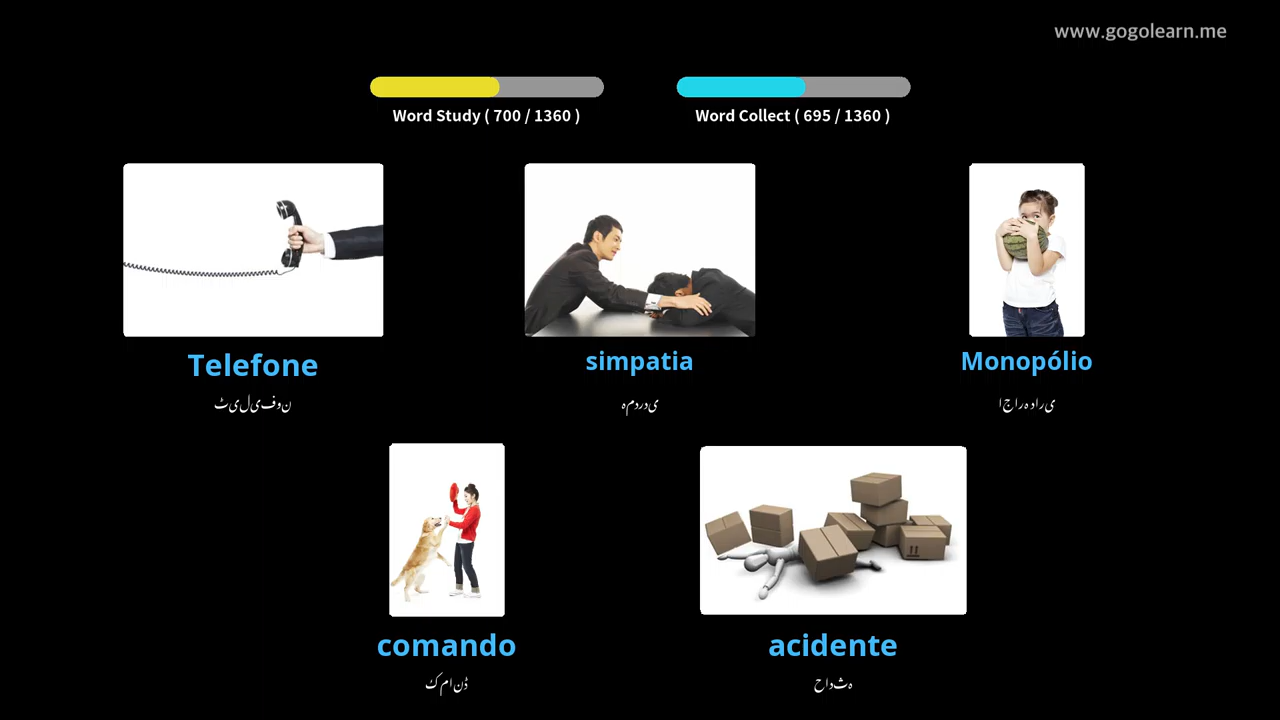 www.gogolearn.me
Word Study ( 700 / 1360 )
Word Collect ( 695 / 1360 )
Telefone
simpatia
Monopólio
ٹیلیفون
ہمدردی
اجارہ داری
comando
acidente
کمانڈ
حادثہ